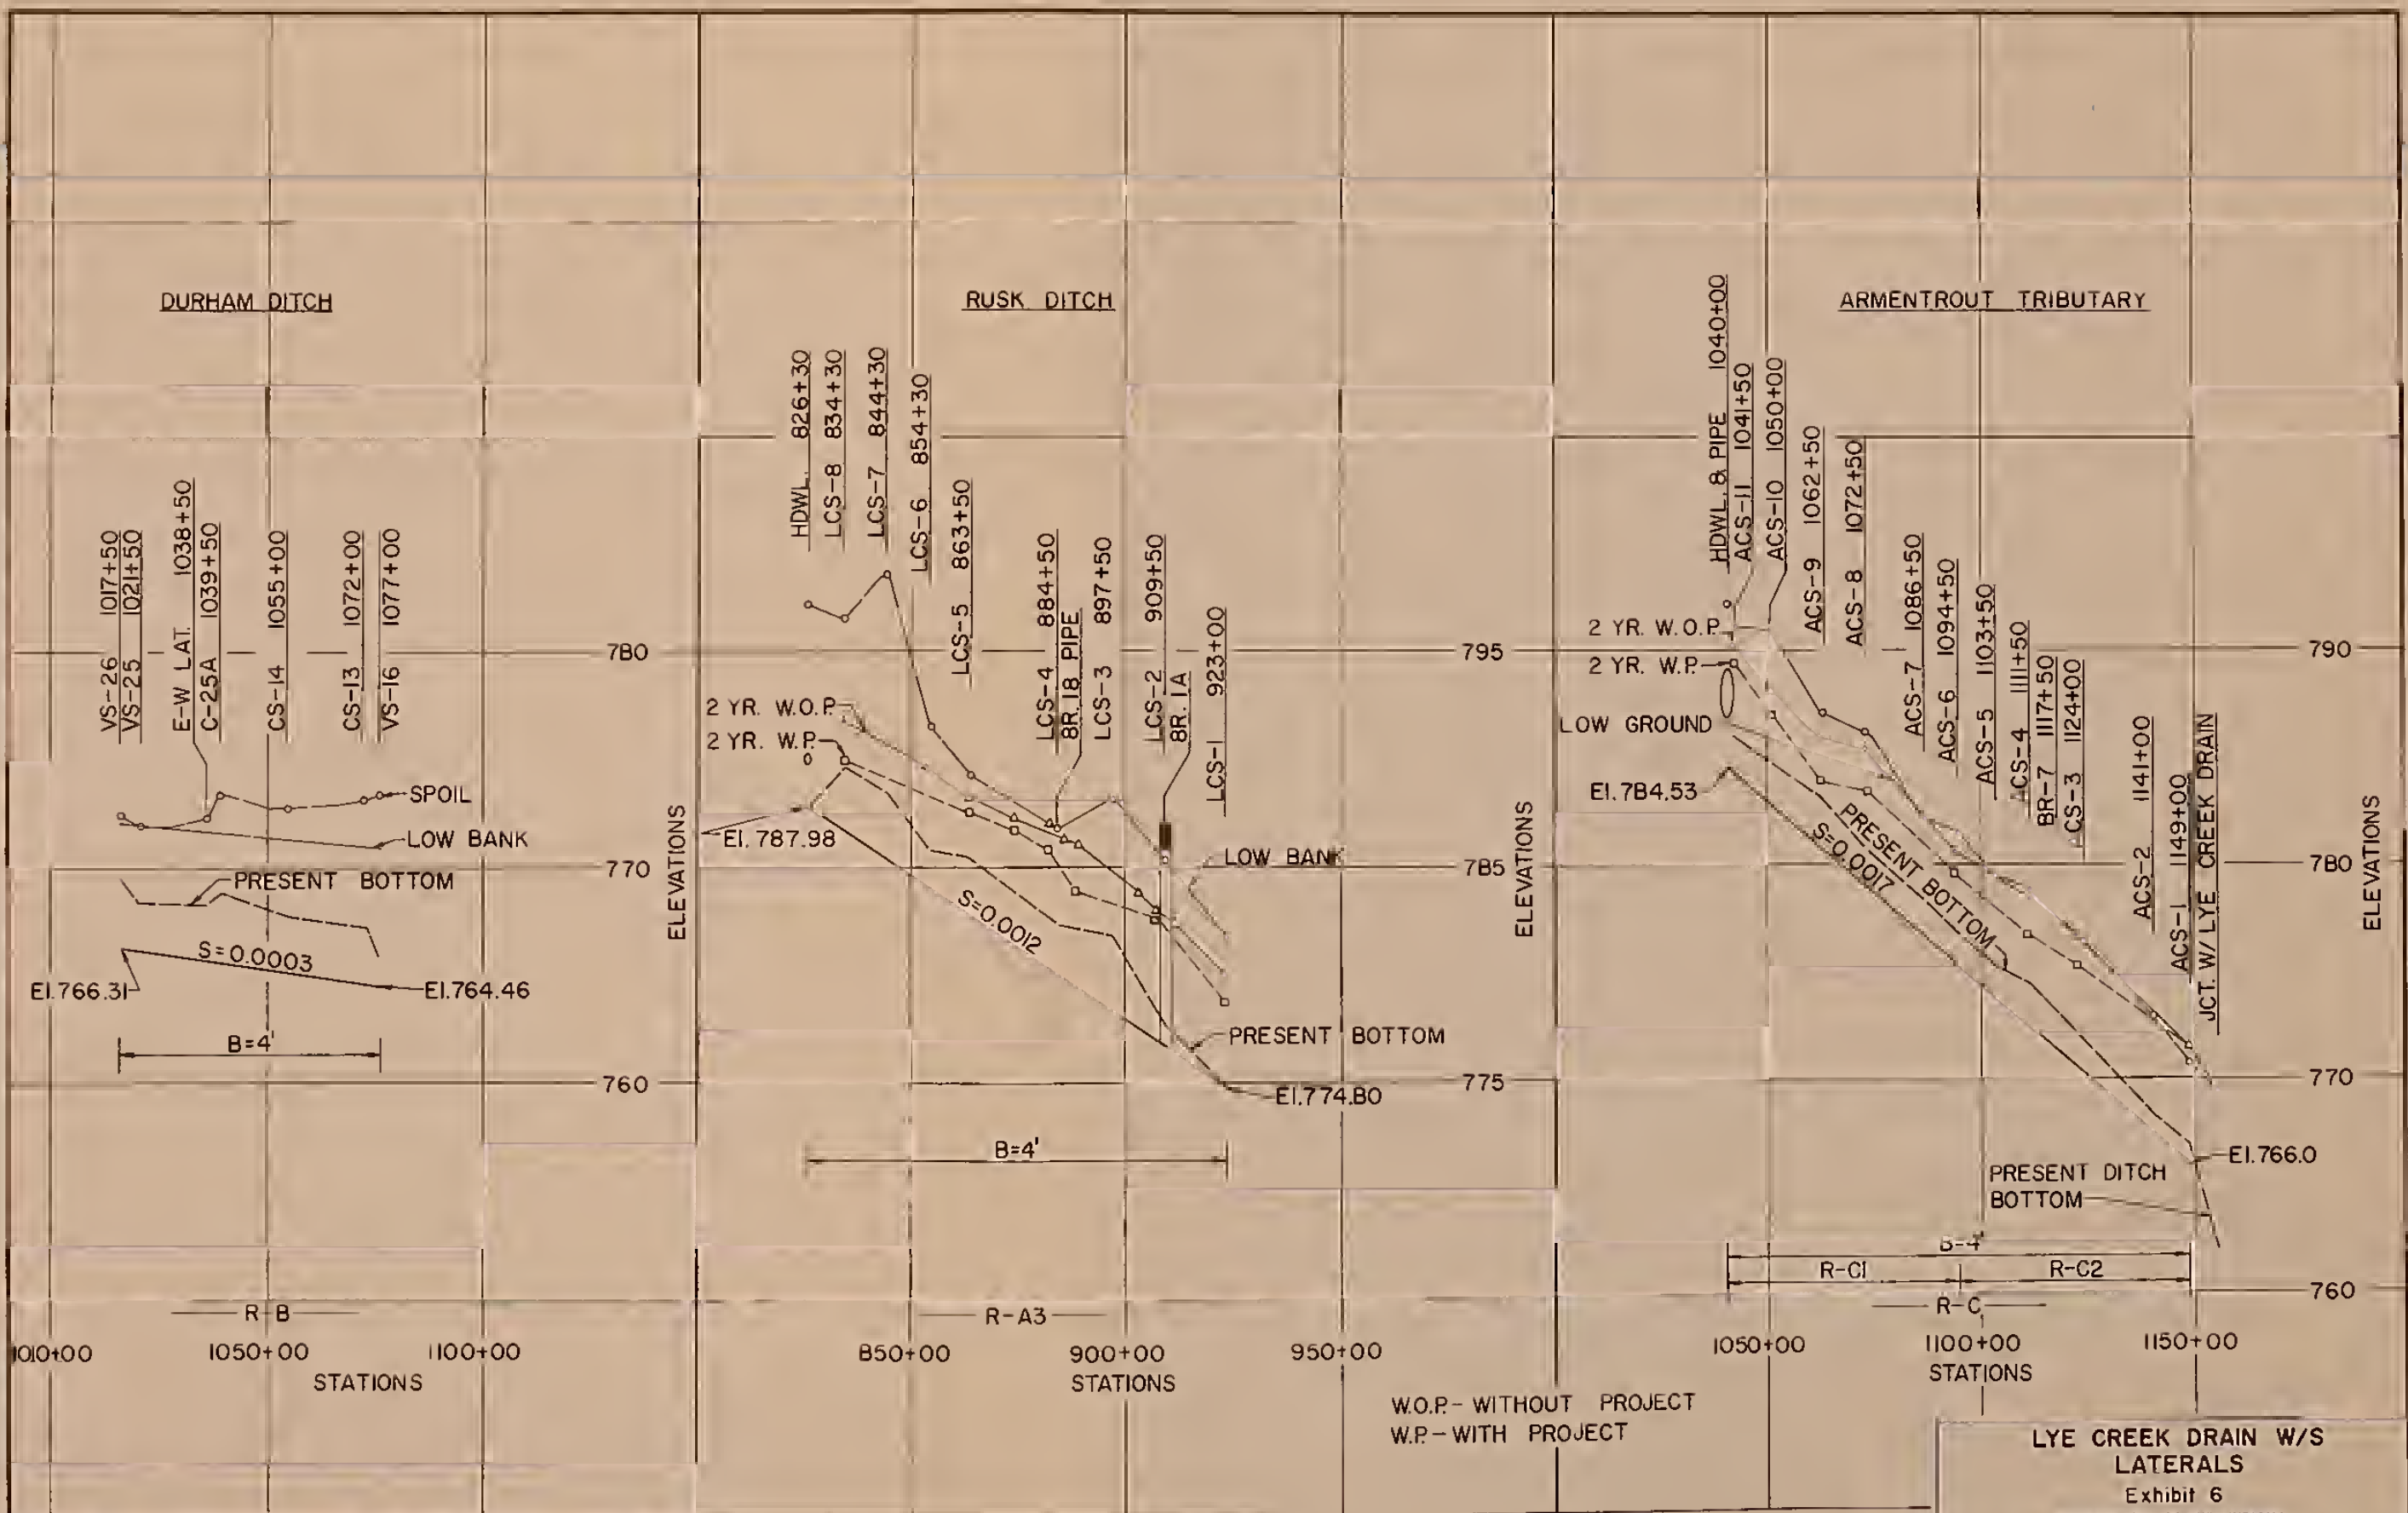 DURHAM DITCH
VS-26 1017+50
VS-25 1021+50
E-W LAT. 1038+50
C-25A 1039+50
CS-14 1055+00
CS-13 1072+00
VS-16 1077+00
SPOIL
LOW BANK
PRESENT BOTTOM
S=0.0003
El.766.31
El.764.46
B=4'
R-B
1010+00
1050+00
1100+00
STATIONS
780
770
760
ELEVATIONS
RUSK DITCH
HDWL. 826+30
LCS-8 834+30
LCS-7 844+30
LCS-6 854+30
LCS-5 863+50
LCS-4 884+50
BR. 18 PIPE
LCS-3 897+50
LCS-2 909+50
BR. 1A
LCS-1 923+00
2 YR. W.O.P.
2 YR. W.P.
El. 787.98
S=0.0012
LOW BANK
PRESENT BOTTOM
El.774.80
B=4'
R-A3
850+00
900+00
950+00
STATIONS
795
785
775
ELEVATIONS
ARMENTROUT TRIBUTARY
HDWL. & PIPE 1040+00
ACS-11 1041+50
ACS-10 1050+00
ACS-9 1062+50
ACS-8 1072+50
ACS-7 1086+50
ACS-6 1094+50
ACS-5 1103+50
ACS-4 1111+50
BR-7 1117+50
CS-3 1124+00
ACS-2 1141+00
ACS-1 1149+00
JCT. W/ LYE CREEK DRAIN
2 YR. W.O.P.
2 YR. W.P.
LOW GROUND
El.784.53
PRESENT BOTTOM
S=0.0017
El.766.0
PRESENT DITCH
BOTTOM
B=4'
R-C1
R-C2
R-C
1050+00
1100+00
1150+00
STATIONS
790
780
770
760
ELEVATIONS
W.O.P.- WITHOUT PROJECT
W.P.- WITH PROJECT
LYE CREEK DRAIN W/S
LATERALS
Exhibit 6